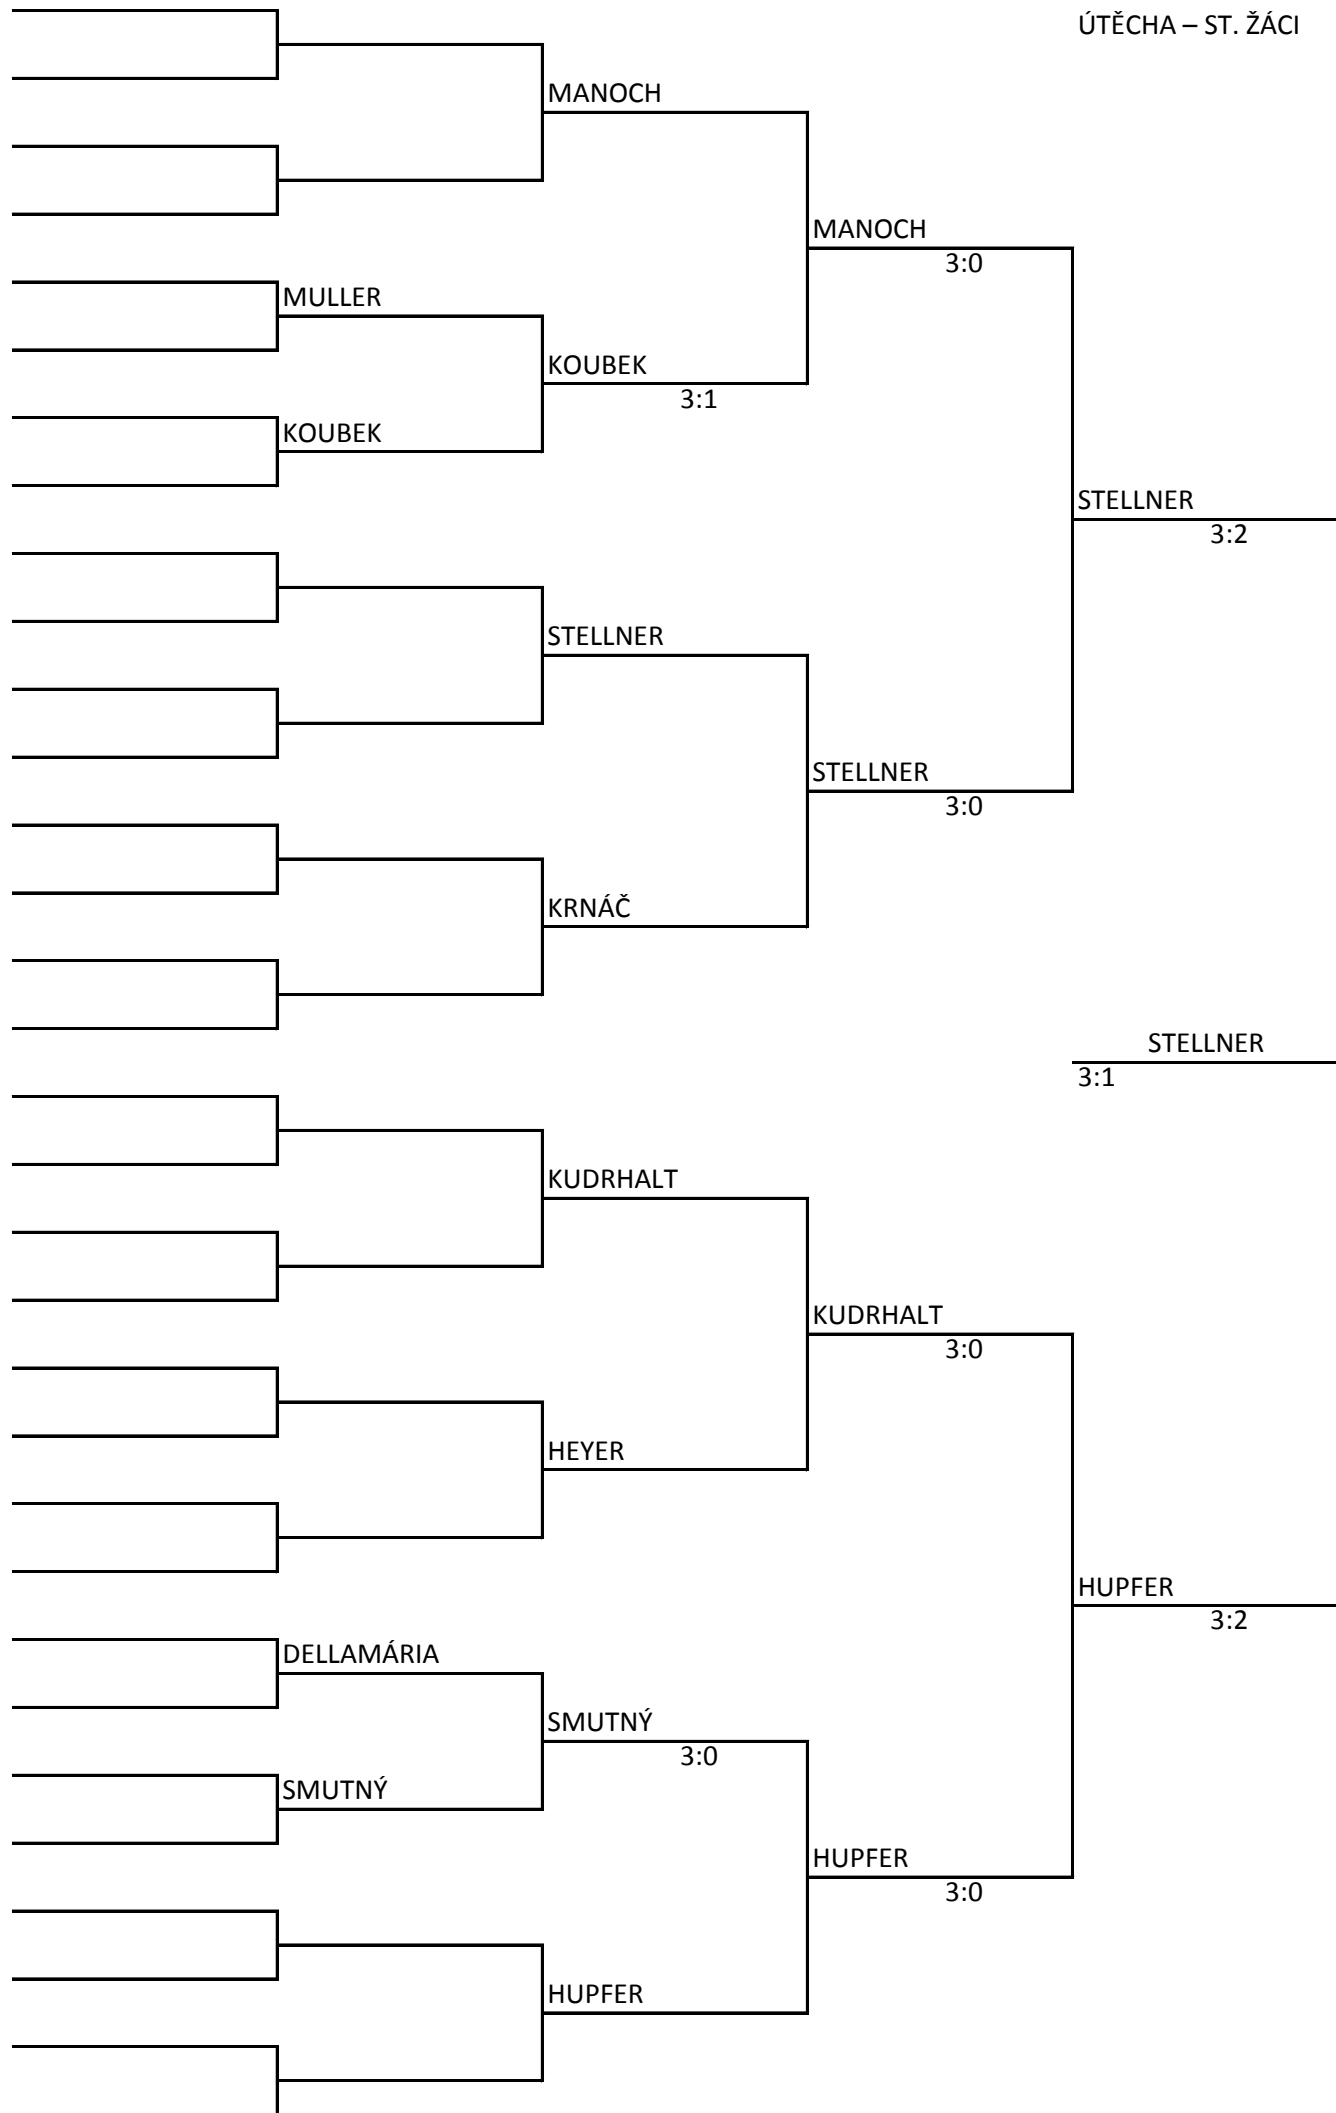 ÚTĚCHA – ST. ŽÁCI
MANOCH
MANOCH
3:0
MULLER
KOUBEK
3:1
KOUBEK
STELLNER
3:2
STELLNER
STELLNER
3:0
KRNÁČ
STELLNER
3:1
KUDRHALT
KUDRHALT
3:0
HEYER
HUPFER
3:2
DELLAMÁRIA
SMUTNÝ
3:0
SMUTNÝ
HUPFER
3:0
HUPFER